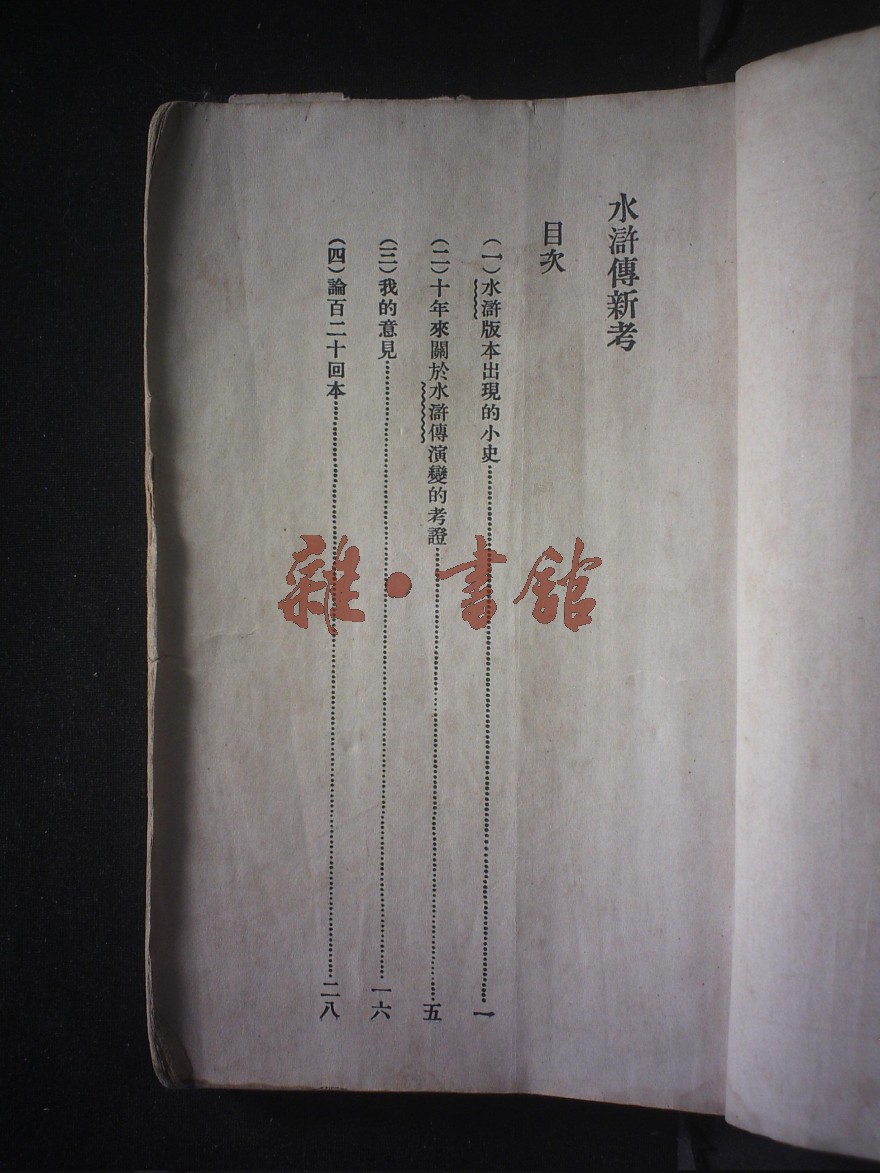 水滸傳新考
目次
(一)水滸版本出現的小史……一
(二)十年來關於水滸傳演變的考證……五
(三)我的意見……一六
(四)論百二十回本……二八
雜·書館